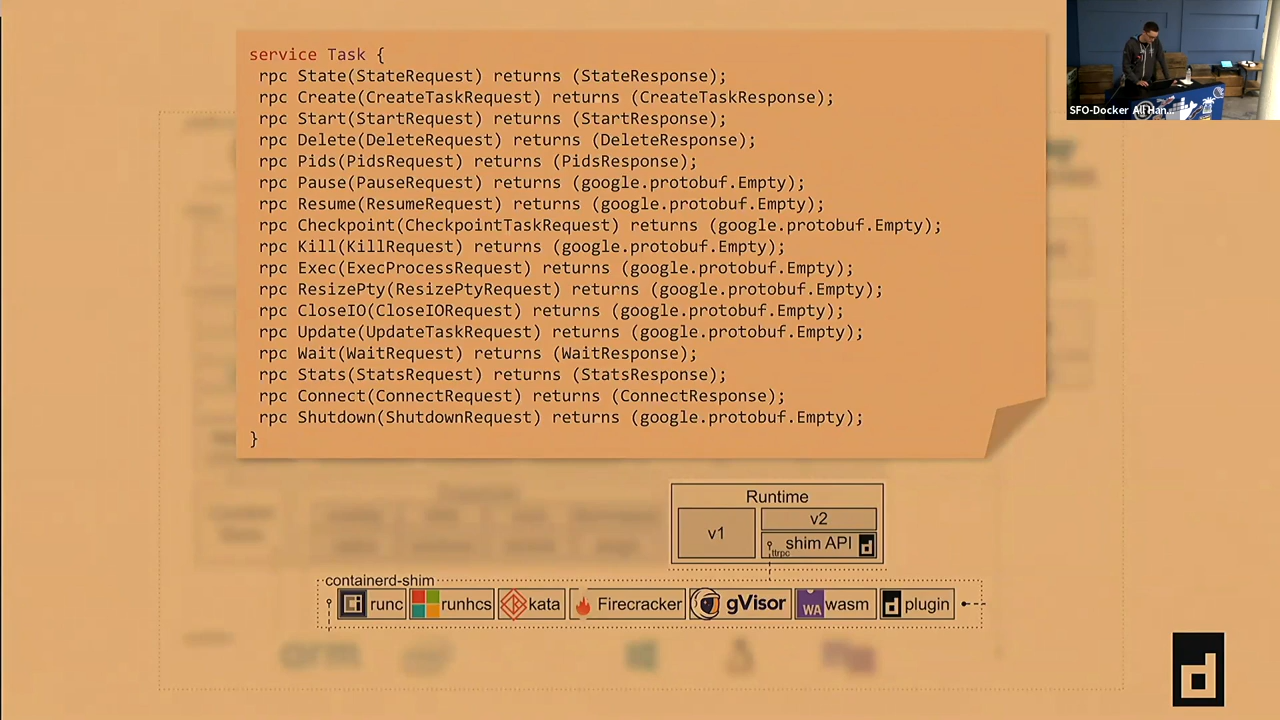 service Task {
rpc State(StateRequest) returns (StateResponse);
rpc Create(CreateTaskRequest) returns (CreateTaskResponse);
rpc Start(StartRequest) returns (StartResponse);
rpc Delete(DeleteRequest) returns (DeleteResponse);
rpc Pids(PidsRequest) returns (PidsResponse);
rpc Pause(PauseRequest) returns (google.protobuf.Empty);
rpc Resume(ResumeRequest) returns (google.protobuf.Empty);
rpc Checkpoint(CheckpointTaskRequest) returns (google.protobuf.Empty);
rpc Kill(KillRequest) returns (google.protobuf.Empty);
rpc Exec(ExecProcessRequest) returns (google.protobuf.Empty);
rpc ResizePty(ResizePtyRequest) returns (google.protobuf.Empty);
rpc CloseIO(CloseIORequest) returns (google.protobuf.Empty);
rpc Update(UpdateTaskRequest) returns (google.protobuf.Empty);
rpc Wait(WaitRequest) returns (WaitResponse);
rpc Stats(StatsRequest) returns (StatsResponse);
rpc Connect(ConnectRequest) returns (ConnectResponse);
rpc Shutdown(ShutdownRequest) returns (google.protobuf.Empty);
}
SFO-Docker All Han...
Runtime
v1
v2
shim API
ttrpc
containerd-shim
runc
runhcs
kata
Firecracker
gVisor
WA
wasm
plugin